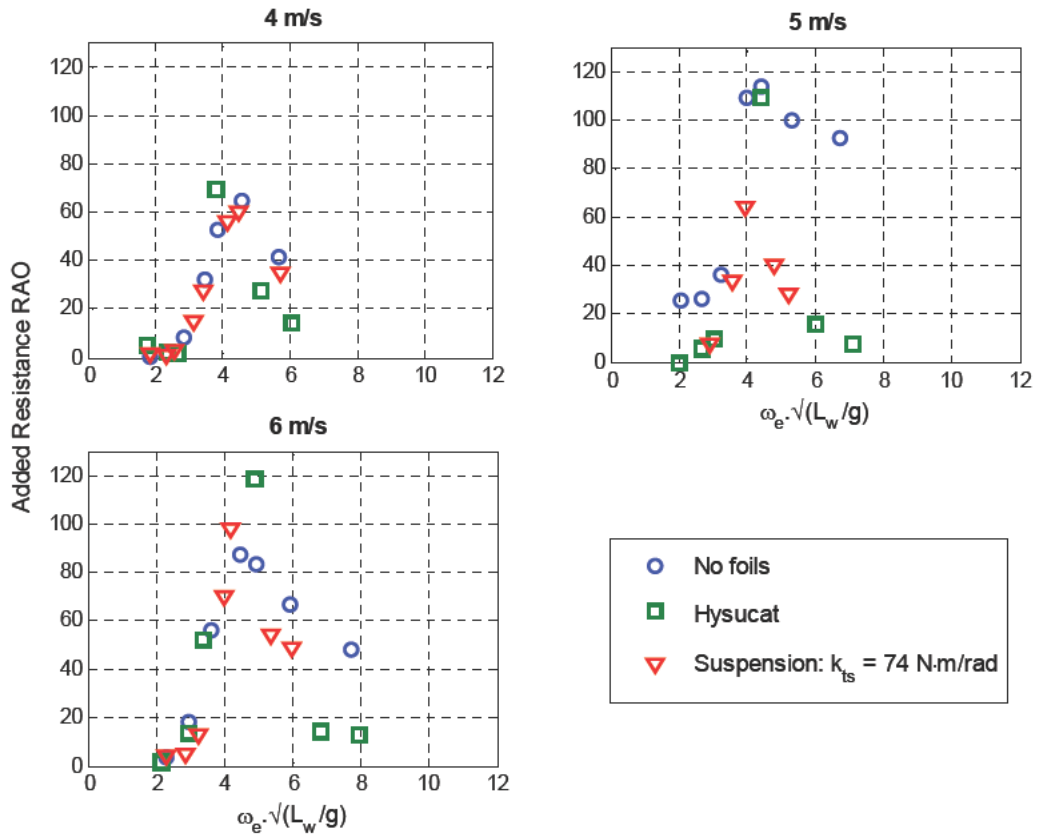 4 m/s
120
100
80
60
40
20
0
0 2 4 6 8 10 12
5 m/s
120
100
80
60
40
20
0
0 2 4 6 8 10 12
ωe.√(Lw/g)
Added Resistance RAO
6 m/s
120
100
80
60
40
20
0
0 2 4 6 8 10 12
ωe.√(Lw/g)
No foils
Hysucat
Suspension: kts = 74 N·m/rad